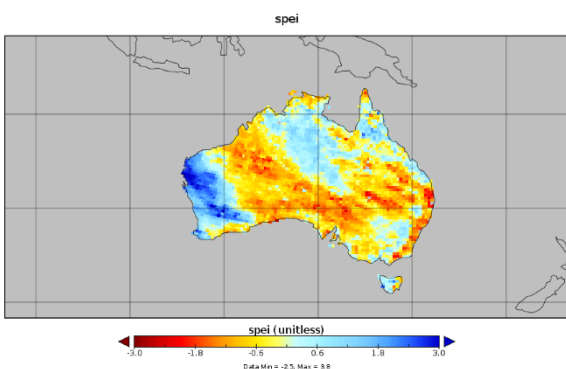 spei
spei (unitless)
-3.0 -1.8 -0.6 0.6 1.8 3.0
Data Min = -2.5, Max = 3.8